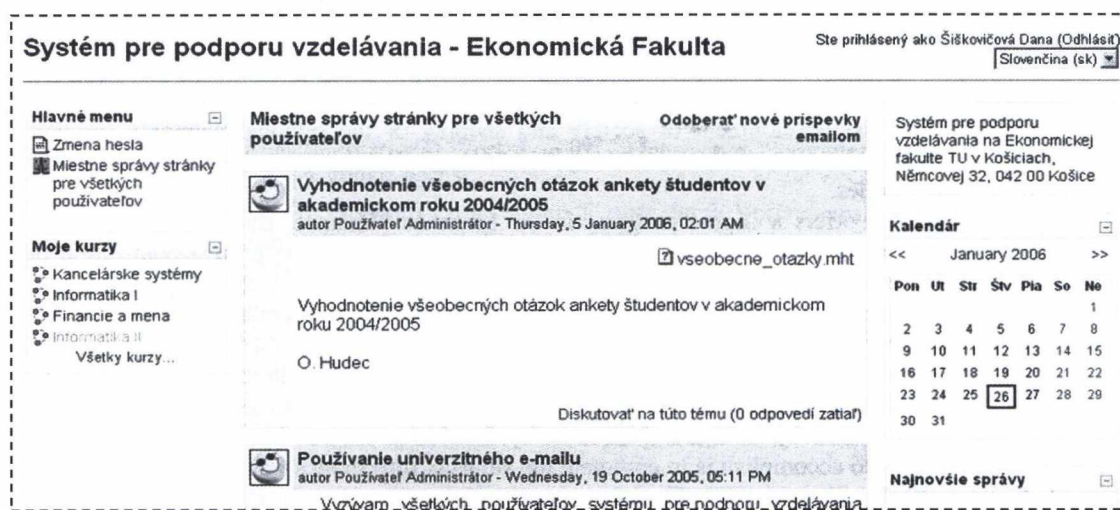 Systém pre podporu vzdelávania - Ekonomická Fakulta
Ste prihlásený ako Šiškovičová Dana (Odhlásiť)
Slovenčina (sk)
Hlavné menu
Zmena hesla
Miestne správy stránky
pre všetkých
používateľov
Moje kurzy
Kancelárske systémy
Informatika I
Financie a mena
Informatika II
Všetky kurzy...
Miestne správy stránky pre všetkých
používateľov
Odoberať nové príspevky
emailom
Vyhodnotenie všeobecných otázok ankety študentov v
akademickom roku 2004/2005
autor Používateľ Administrátor - Thursday, 5 January 2006, 02:01 AM
vseobecne_otazky.mht
Vyhodnotenie všeobecných otázok ankety študentov v akademickom
roku 2004/2005
O. Hudec
Diskutovať na túto tému (0 odpovedí zatiaľ)
Používanie univerzitného e-mailu
autor Používateľ Administrátor - Wednesday, 19 October 2005, 05:11 PM
Vyzývam všetkých používateľov systému pre podporu vzdelávania
Systém pre podporu
vzdelávania na Ekonomickej
fakulte TU v Košiciach,
Němcovej 32, 042 00 Košice
Kalendár
<< January 2006 >>
Pon Ut Str Štv Pia So Ne
1
2 3 4 5 6 7 8
9 10 11 12 13 14 15
16 17 18 19 20 21 22
23 24 25 26 27 28 29
30 31
Najnovšie správy